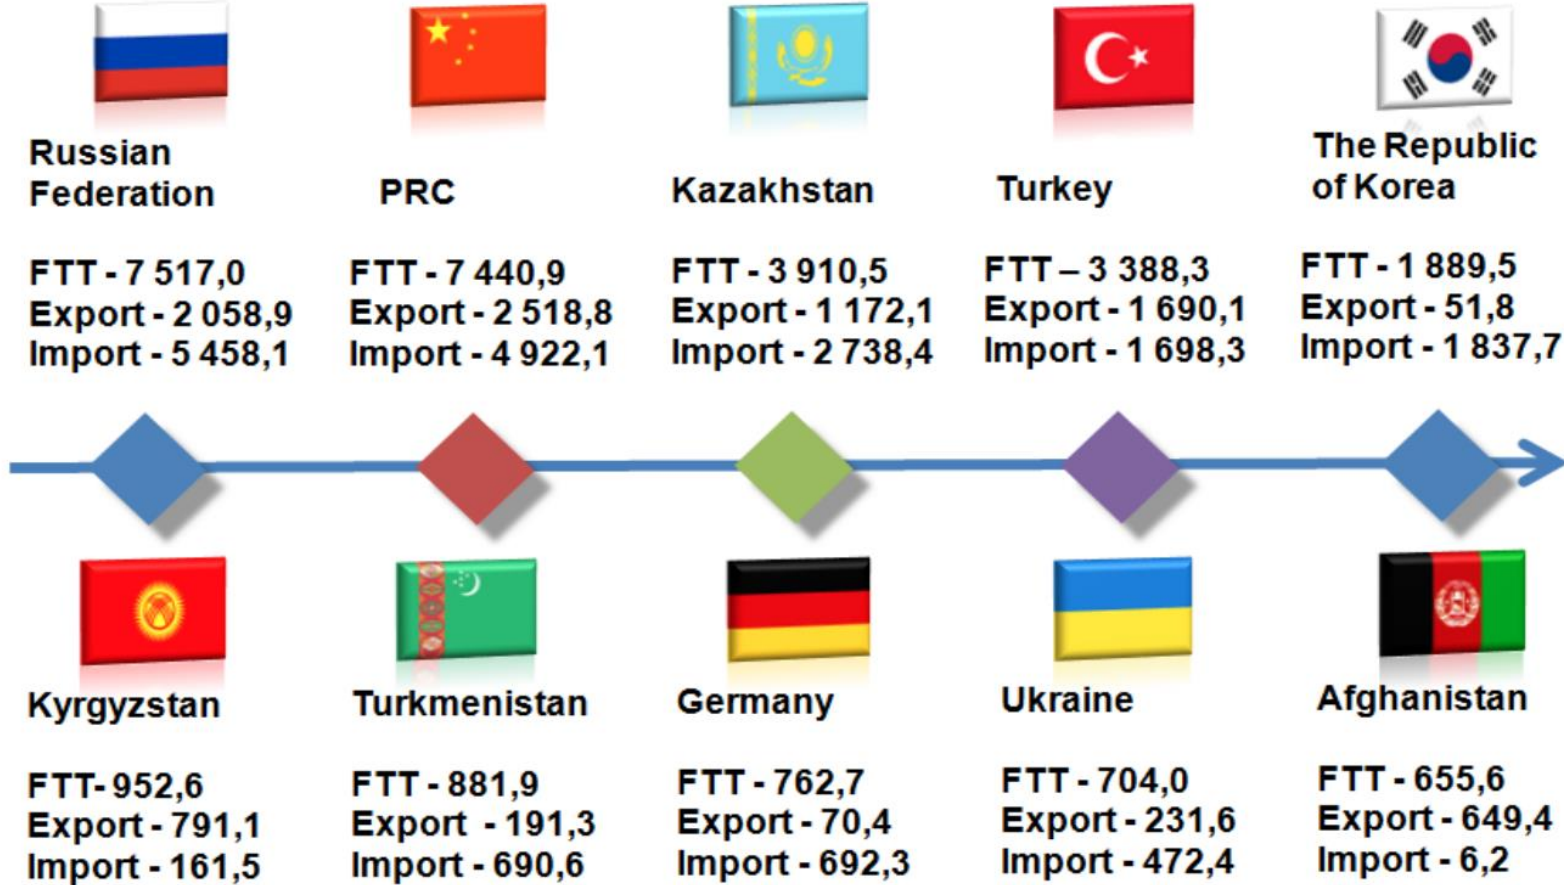 Russian
Federation
FTT - 7 517,0
Export - 2 058,9
Import - 5 458,1
PRC
FTT - 7 440,9
Export - 2 518,8
Import - 4 922,1
Kazakhstan
FTT - 3 910,5
Export - 1 172,1
Import - 2 738,4
Turkey
FTT – 3 388,3
Export - 1 690,1
Import - 1 698,3
The Republic
of Korea
FTT - 1 889,5
Export - 51,8
Import - 1 837,7
Kyrgyzstan
FTT- 952,6
Export - 791,1
Import - 161,5
Turkmenistan
FTT - 881,9
Export - 191,3
Import - 690,6
Germany
FTT - 762,7
Export - 70,4
Import - 692,3
Ukraine
FTT - 704,0
Export - 231,6
Import - 472,4
Afghanistan
FTT - 655,6
Export - 649,4
Import - 6,2